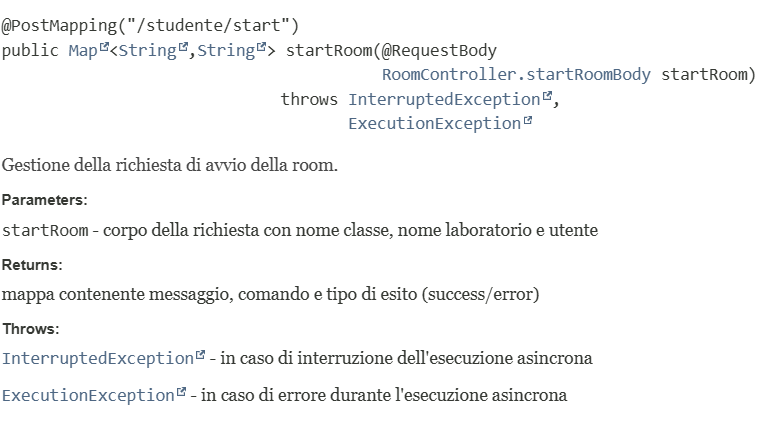 @PostMapping("/studente/start")
public Map<String,String> startRoom(@RequestBody
RoomController.startRoomBody startRoom)
throws InterruptedException,
ExecutionException
Gestione della richiesta di avvio della room.
Parameters:
startRoom - corpo della richiesta con nome classe, nome laboratorio e utente
Returns:
mappa contenente messaggio, comando e tipo di esito (success/error)
Throws:
InterruptedException - in caso di interruzione dell'esecuzione asincrona
ExecutionException - in caso di errore durante l'esecuzione asincrona